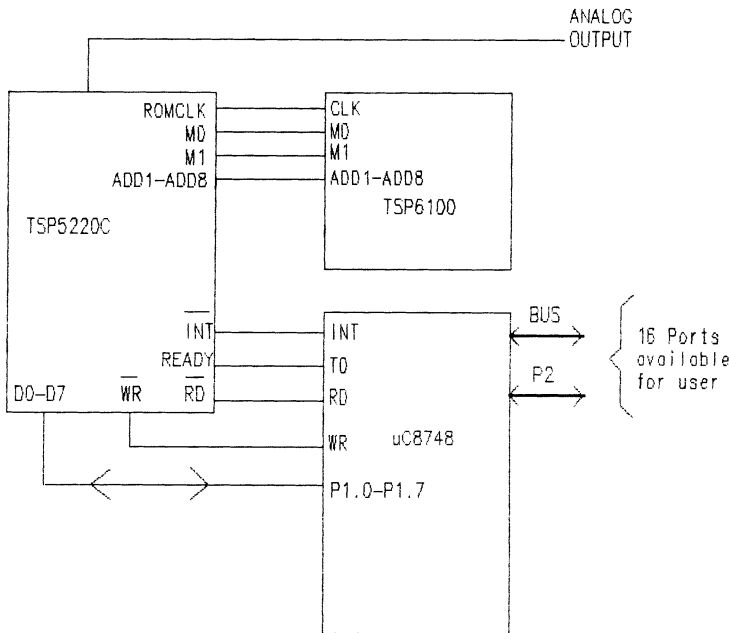 ANALOG
OUTPUT
ROMCLK
M0
M1
ADD1-ADD8
TSP5220C
INT
READY
D0-D7 WR RD
CLK
M0
M1
ADD1-ADD8
TSP6100
INT
T0
RD
WR
uC8748
P1.0-P1.7
BUS
P2
16 Ports
available
for user